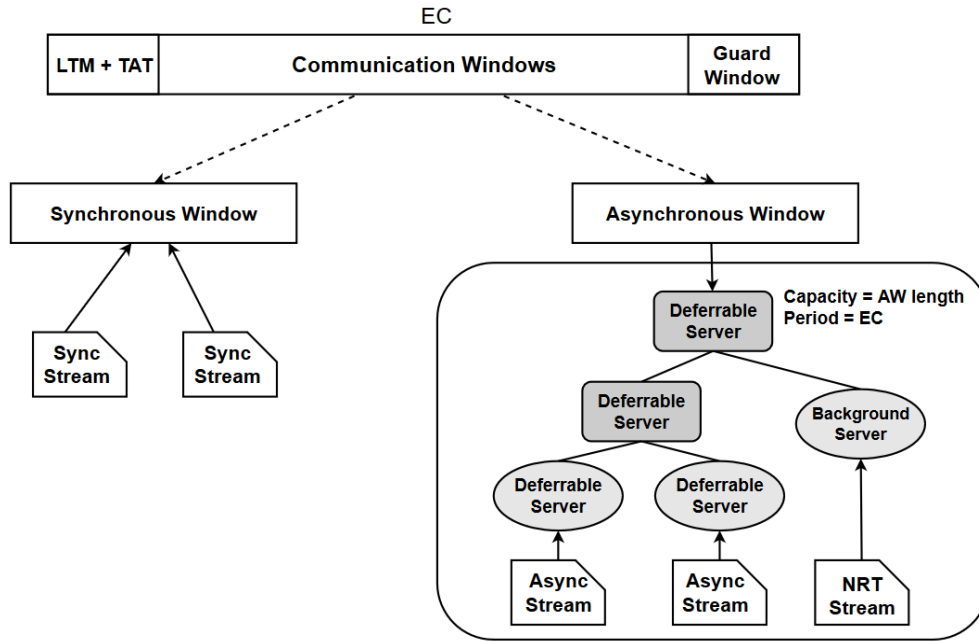 EC
LTM + TAT
Communication Windows
Guard
Window
Synchronous Window
Asynchronous Window
Sync
Stream
Sync
Stream
Deferrable
Server
Capacity = AW length
Period = EC
Deferrable
Server
Background
Server
Deferrable
Server
Deferrable
Server
Async
Stream
Async
Stream
NRT
Stream